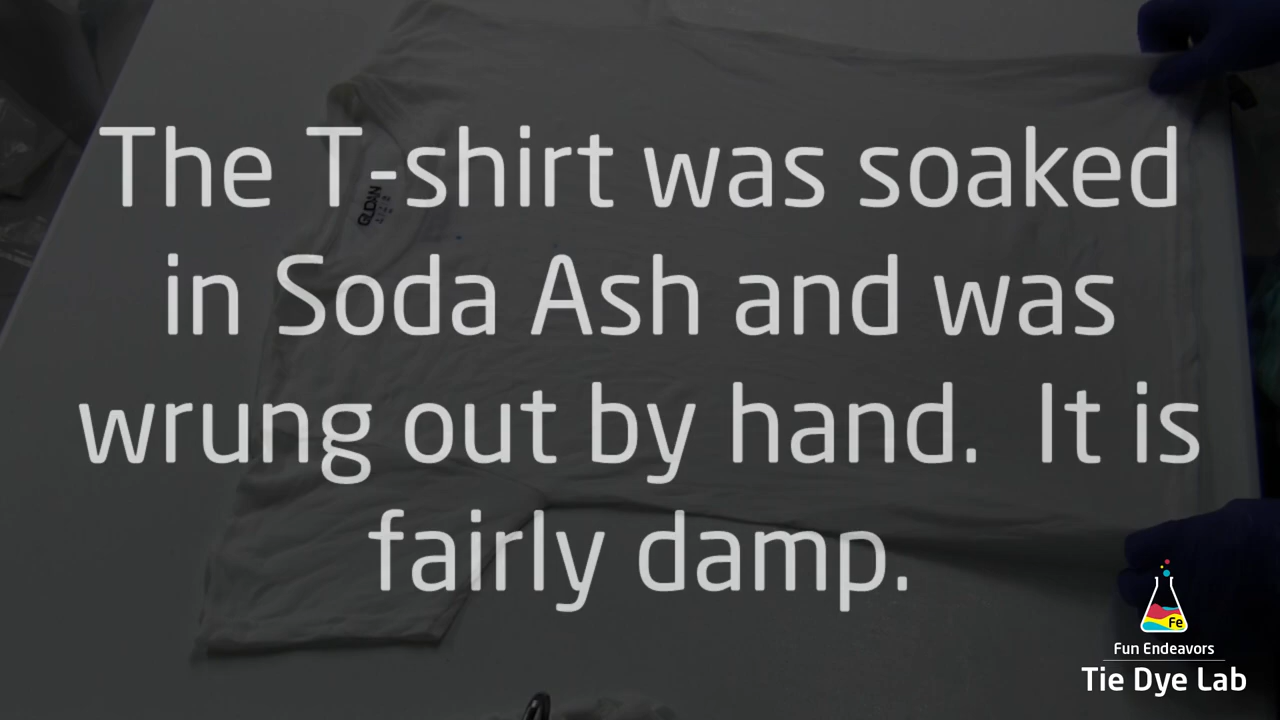 The T-shirt was soaked
in Soda Ash and was
wrung out by hand.  It is
fairly damp.
GILDAN
Fe
Fun Endeavors
Tie Dye Lab